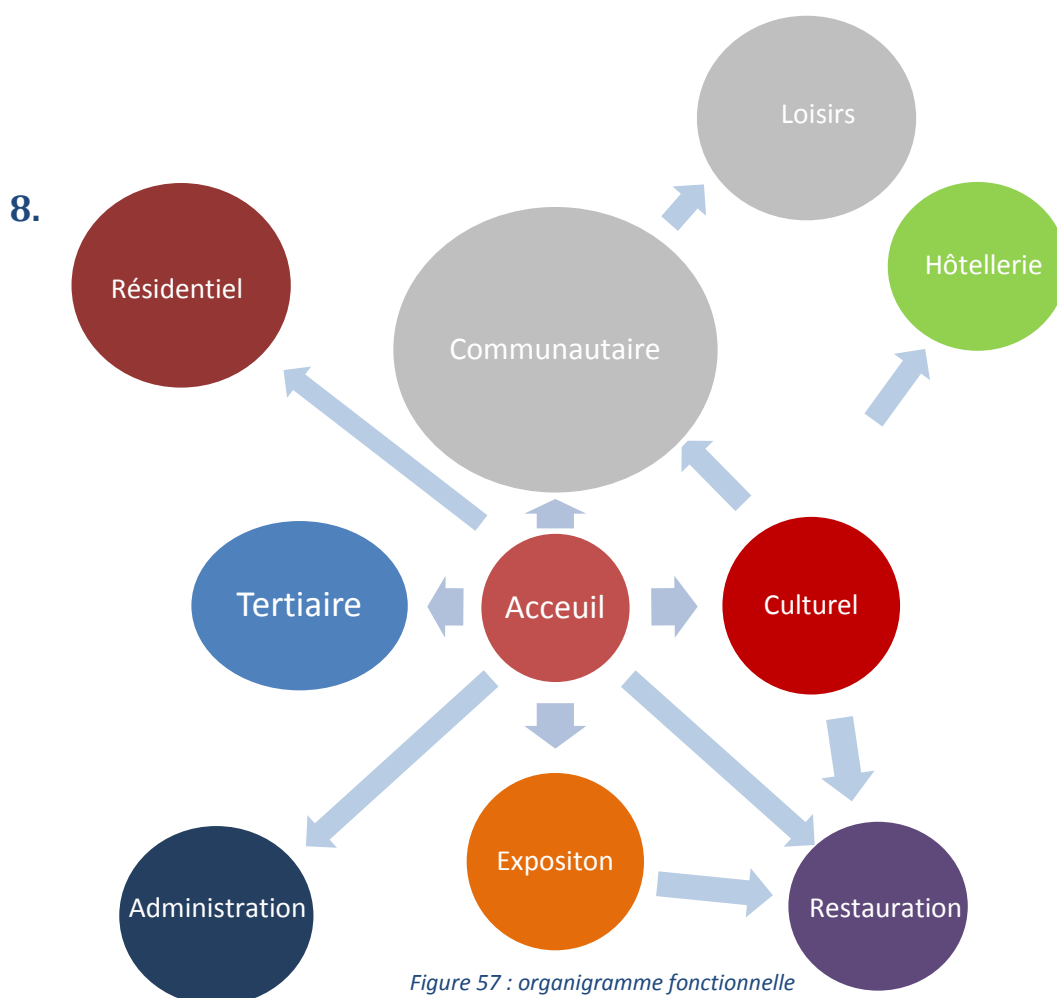 Loisirs
8.
Hôtellerie
Résidentiel
Communautaire
Tertiaire
Acceuil
Culturel
Expositon
Administration
Restauration
Figure 57 : organigramme fonctionnelle